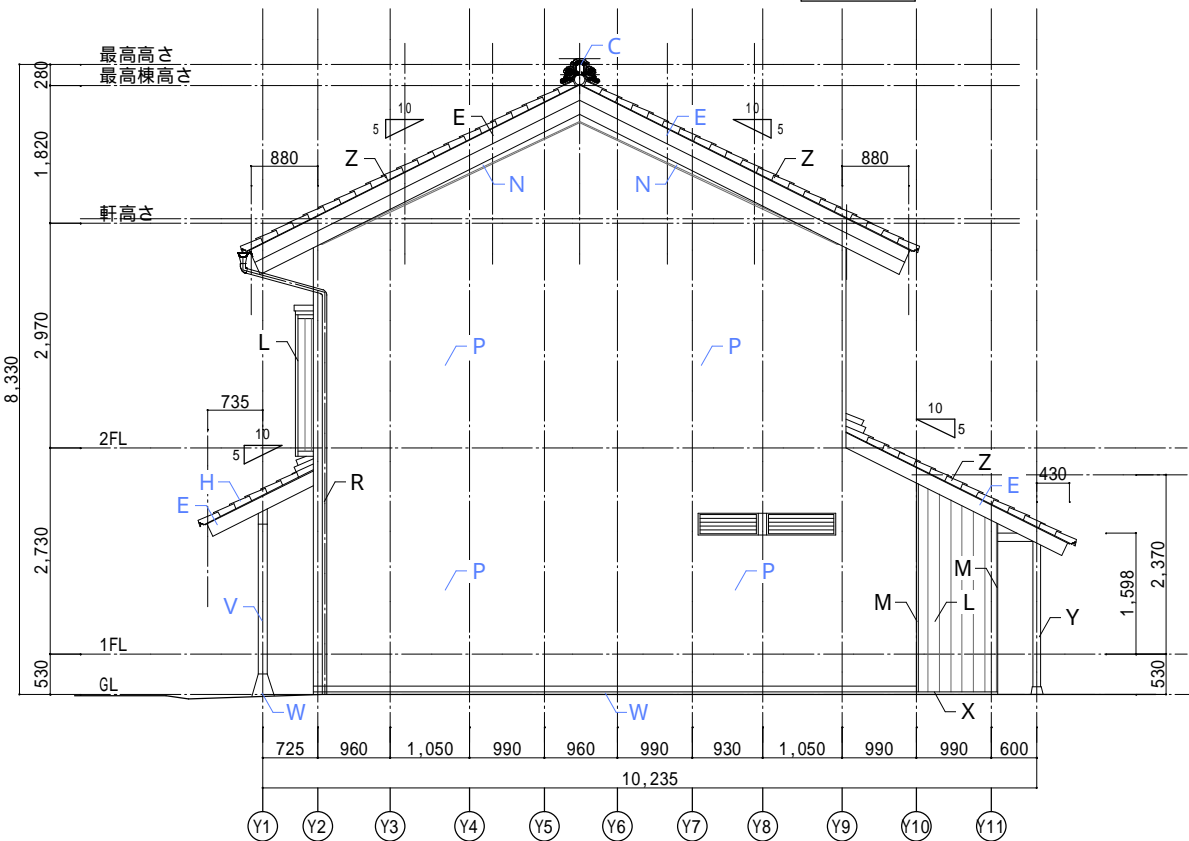 最高高さ
最高棟高さ
280
C
10
5
E
10
5
E
1,820
880
Z
N
N
Z
880
軒高さ
2,970
8,330
L
P
P
735
2FL
10
5
10
5
H
E
R
Z
E
430
2,730
P
P
V
M
M
L
Y
1,598
2,370
1FL
530
GL
W
W
X
530
725
960
1,050
990
960
990
930
1,050
990
990
600
10,235
Y1
Y2
Y3
Y4
Y5
Y6
Y7
Y8
Y9
Y10
Y11